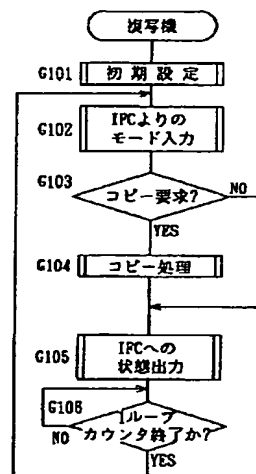 複写機
G101
初期設定
G102
IPCよりの
モード入力
G103
コピー要求?
NO
YES
G104
コピー処理
G105
IFCへの
状態出力
G106
1ループ
カウンタ終了か?
NO
YES